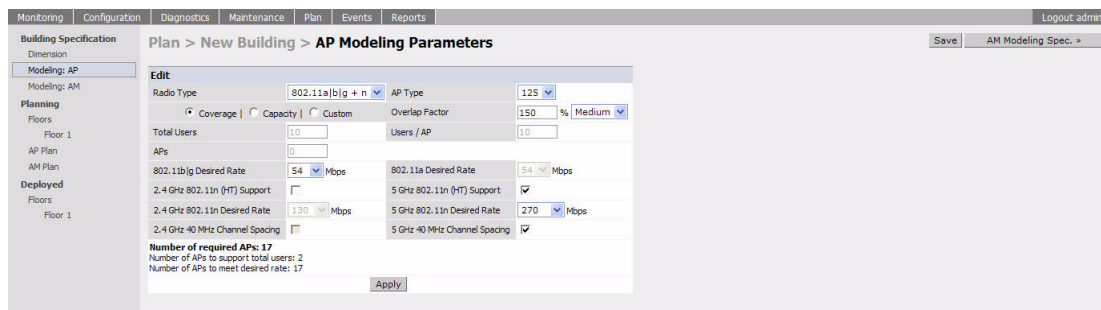 Monitoring Configuration Diagnostics Maintenance Plan Events Reports Logout admin
Building Specification
Dimension
Modeling: AP
Modeling: AM
Planning
Floors
Floor 1
AP Plan
AM Plan
Deployed
Floors
Floor 1
Plan > New Building > AP Modeling Parameters
Save AM Modeling Spec. »
Edit
Radio Type 802.11a|b|g + n AP Type 125
Coverage | Capacity | Custom Overlap Factor 150 % Medium
Total Users 10 Users / AP 10
APs 0
802.11b|g Desired Rate 54 Mbps 802.11a Desired Rate 54 Mbps
2.4 GHz 802.11n (HT) Support 5 GHz 802.11n (HT) Support
2.4 GHz 802.11n Desired Rate 130 Mbps 5 GHz 802.11n Desired Rate 270 Mbps
2.4 GHz 40 MHz Channel Spacing 5 GHz 40 MHz Channel Spacing
Number of required APs: 17
Number of APs to support total users: 2
Number of APs to meet desired rate: 17
Apply